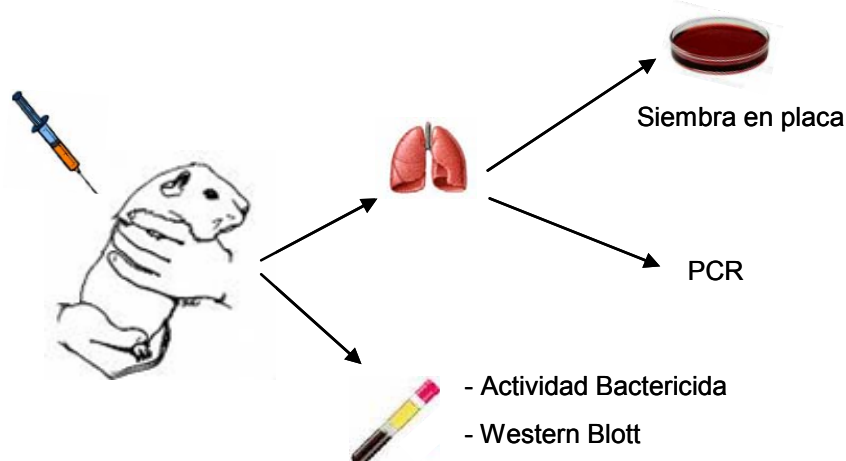 Siembra en placa
PCR
- Actividad Bactericida
- Western Blott